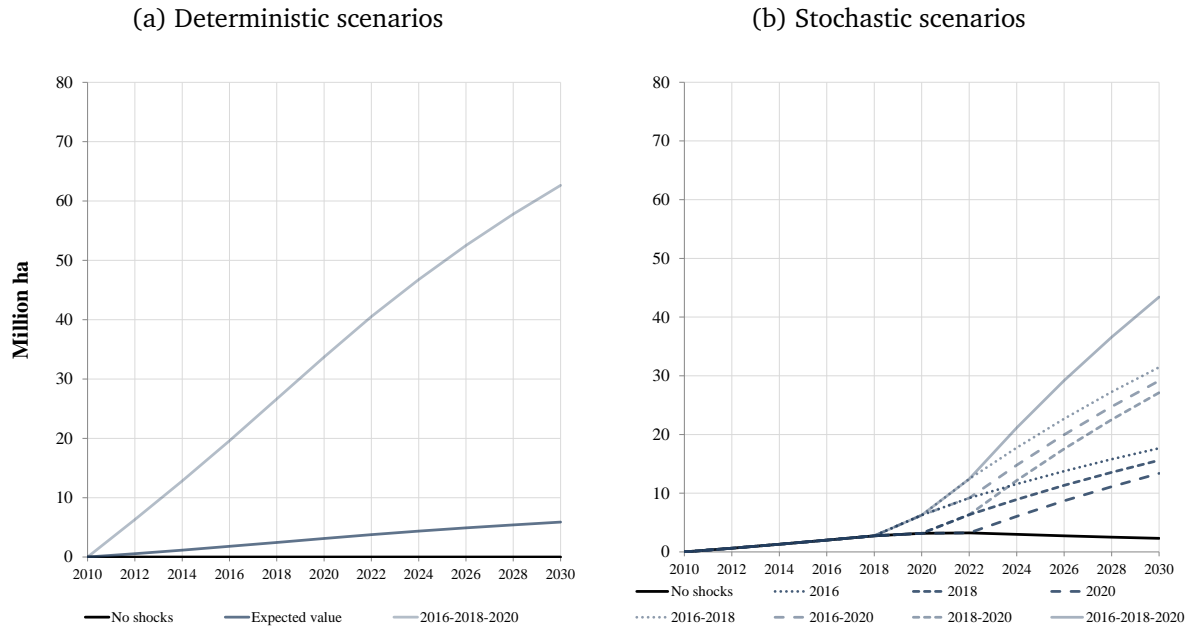 (a) Deterministic scenarios
(b) Stochastic scenarios
Million ha
80
70
60
50
40
30
20
10
0
2010 2012 2014 2016 2018 2020 2022 2024 2026 2028 2030
No shocks Expected value 2016-2018-2020
80
70
60
50
40
30
20
10
0
2010 2012 2014 2016 2018 2020 2022 2024 2026 2028 2030
No shocks 2016 2018 2020
2016-2018 2016-2020 2018-2020 2016-2018-2020